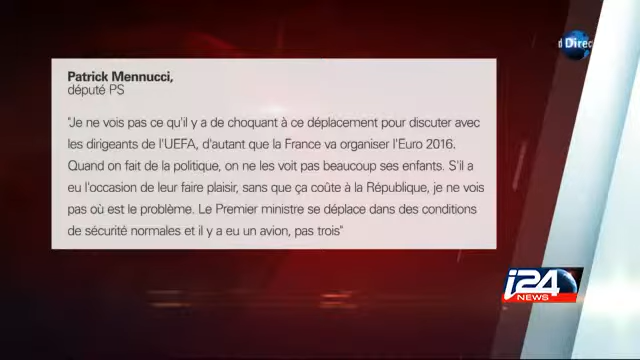 d Direc
Patrick Mennucci,
député PS
"Je ne vois pas ce qu'il y a de choquant à ce déplacement pour discuter avec
les dirigeants de l'UEFA, d'autant que la France va organiser l'Euro 2016.
Quand on fait de la politique, on ne les voit pas beaucoup ses enfants. S'il a
eu l'occasion de leur faire plaisir, sans que ça coûte à la République, je ne vois
pas où est le problème. Le Premier ministre se déplace dans des conditions
de sécurité normales et il y a eu un avion, pas trois"
i24
NEWS